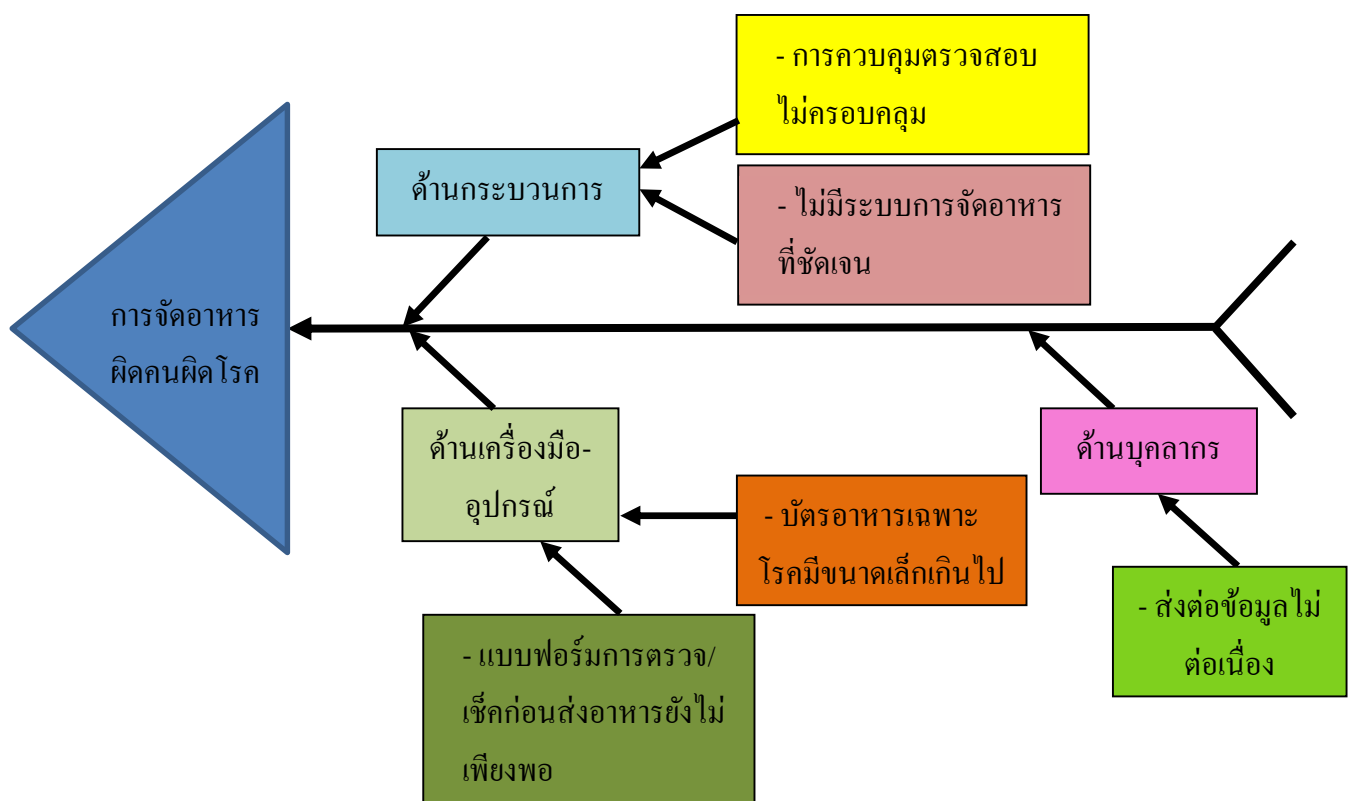 - การควบคุมตรวจสอบ
ไม่ครอบคลุม
ด้านกระบวนการ
- ไม่มีระบบการจัดอาหาร
ที่ชัดเจน
การจัดอาหาร
ผิดคนผิดโรค
ด้านเครื่องมือ-
อุปกรณ์
ด้านบุคลากร
- บัตรอาหารเฉพาะ
โรคมีขนาดเล็กเกินไป
- ส่งต่อข้อมูลไม่
ต่อเนื่อง
- แบบฟอร์มการตรวจ/
เช็คก่อนส่งอาหารยังไม่
เพียงพอ